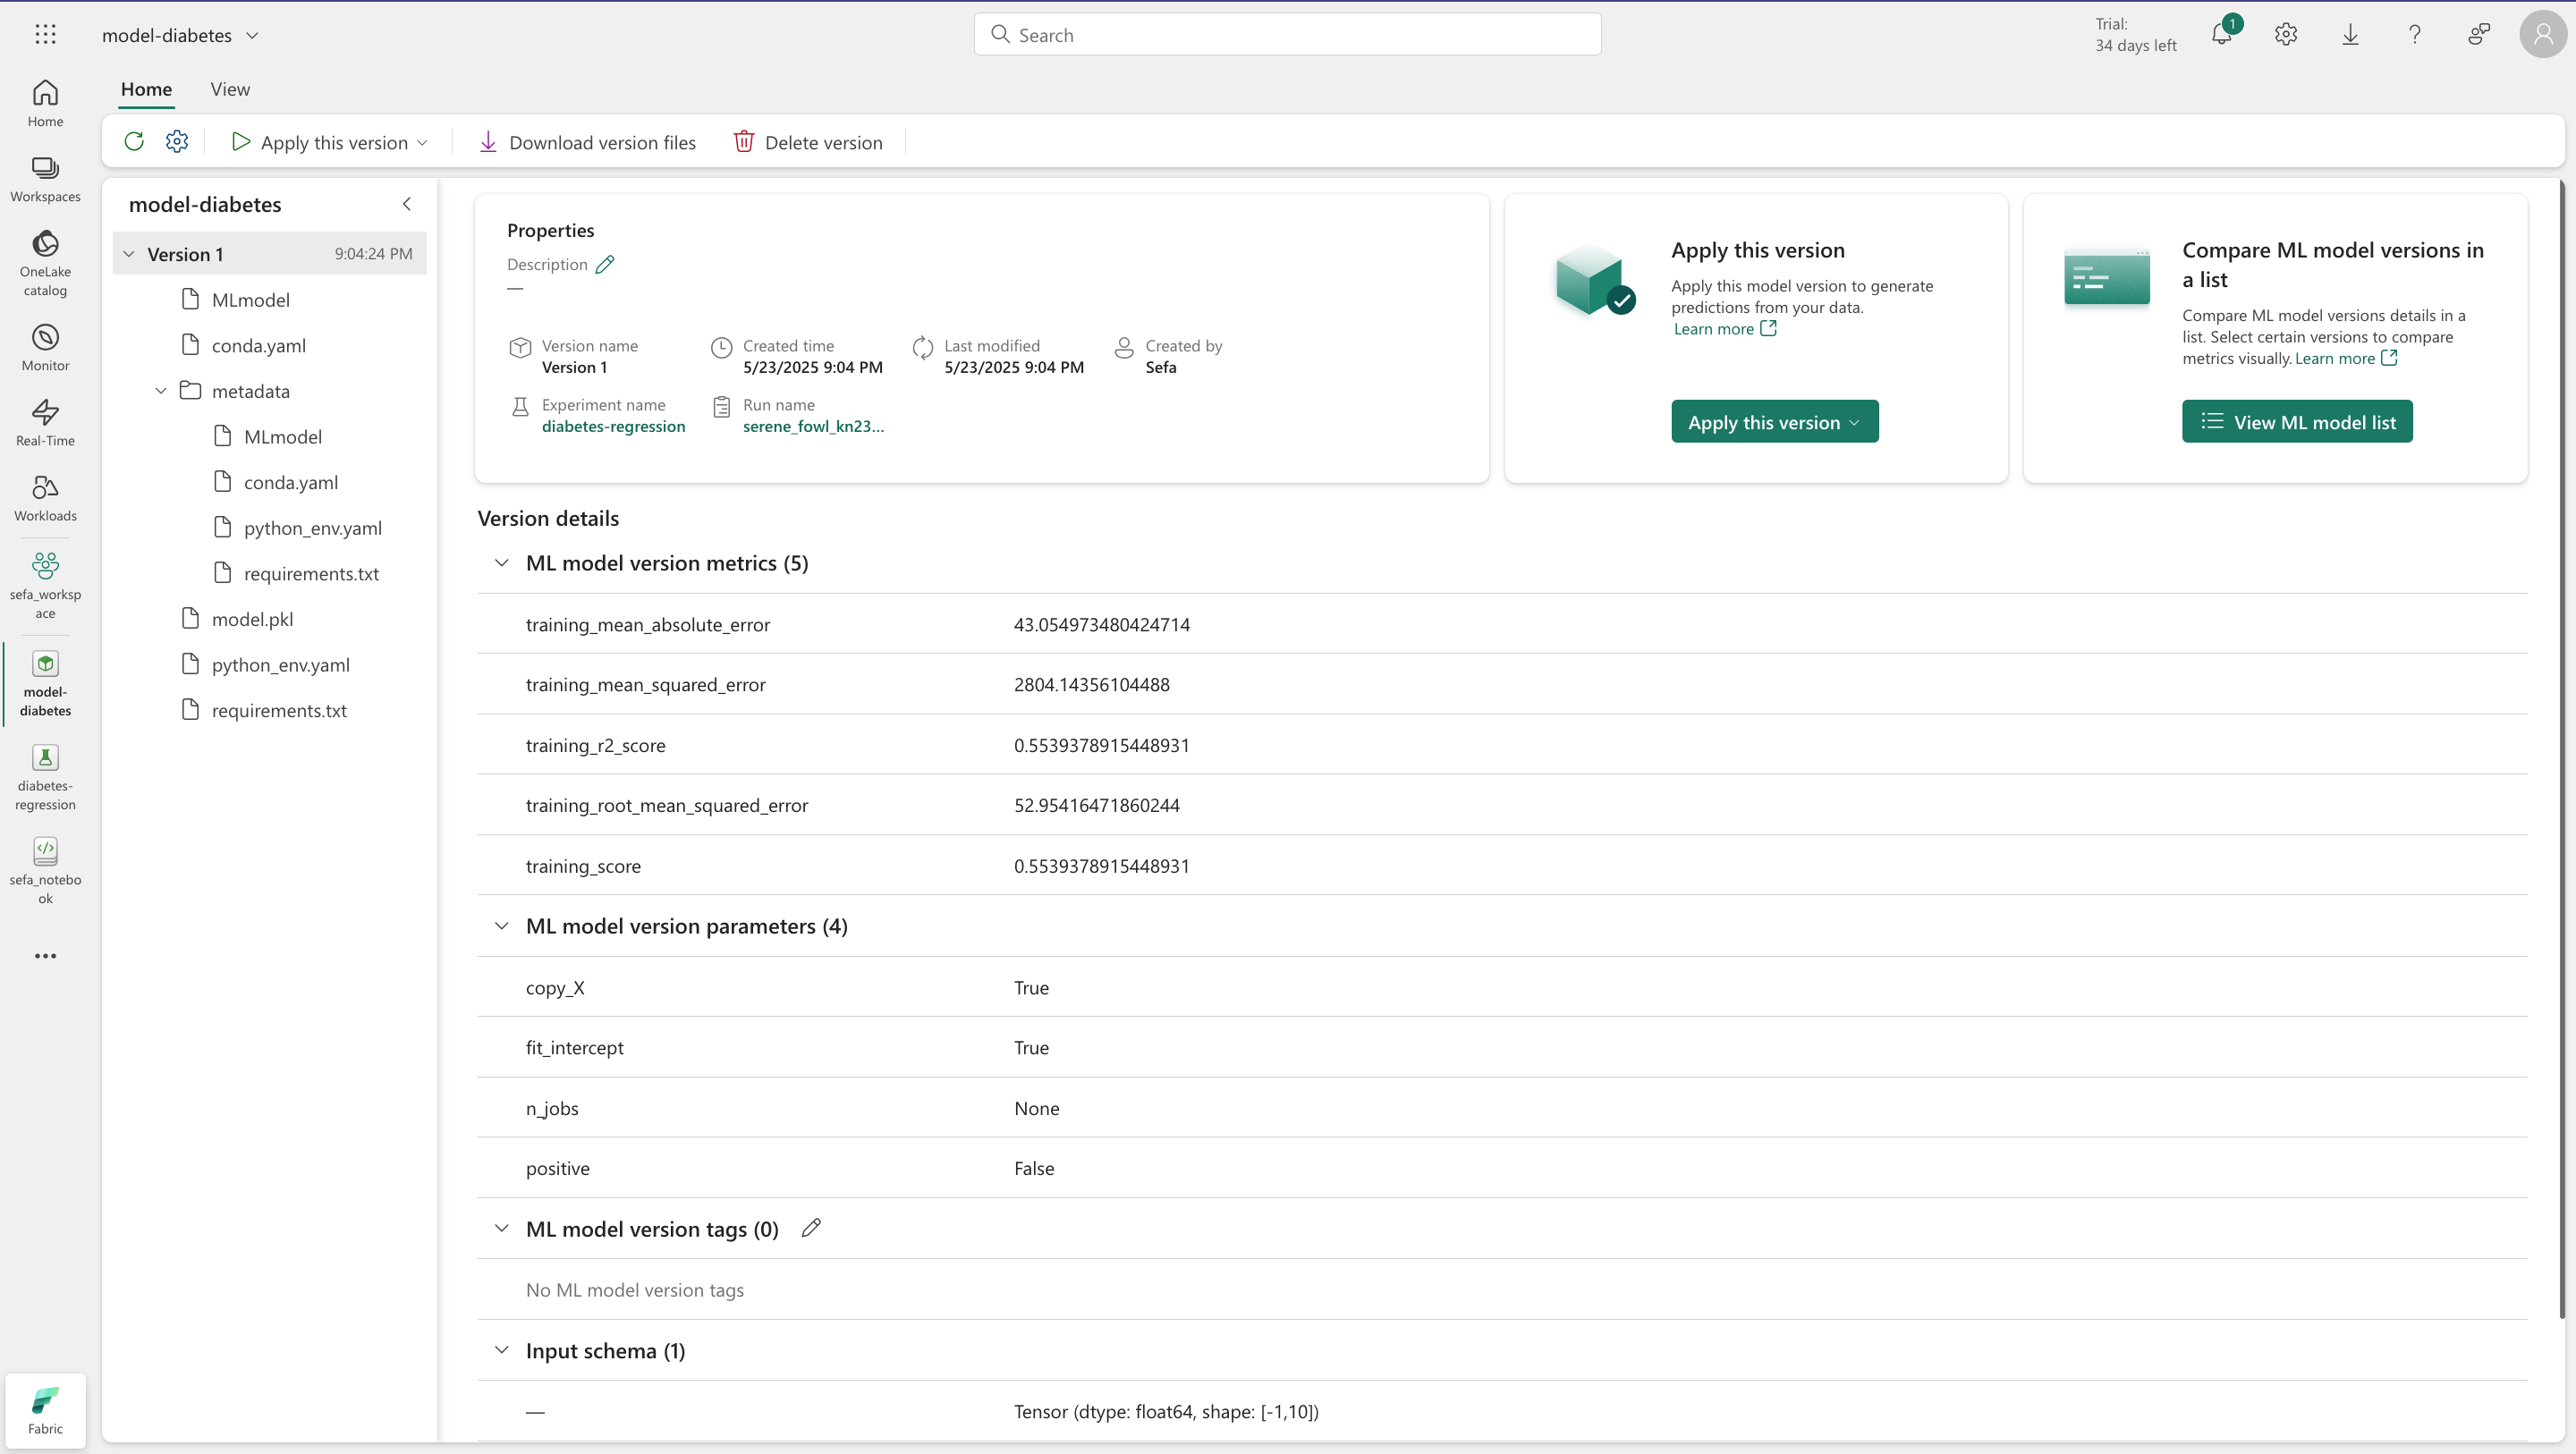 model-diabetes
Search
Trial:
34 days left
1
Home
View
Apply this version
Download version files
Delete version
Home
Workspaces
OneLake
catalog
Monitor
Real-Time
Workloads
sefa_worksp
ace
model-
diabetes
diabetes-
regression
sefa_notebo
ok
Fabric
model-diabetes
Version 1 9:04:24 PM
MLmodel
conda.yaml
metadata
MLmodel
conda.yaml
python_env.yaml
requirements.txt
model.pkl
python_env.yaml
requirements.txt
Properties
Description
—
Version name
Version 1
Created time
5/23/2025 9:04 PM
Last modified
5/23/2025 9:04 PM
Created by
Sefa
Experiment name
diabetes-regression
Run name
serene_fowl_kn23...
Apply this version
Apply this model version to generate
predictions from your data.
Learn more
Apply this version
Compare ML model versions in
a list
Compare ML model versions details in a
list. Select certain versions to compare
metrics visually. Learn more
View ML model list
Version details
ML model version metrics (5)
training_mean_absolute_error 43.054973480424714
training_mean_squared_error 2804.14356104488
training_r2_score 0.5539378915448931
training_root_mean_squared_error 52.95416471860244
training_score 0.5539378915448931
ML model version parameters (4)
copy_X True
fit_intercept True
n_jobs None
positive False
ML model version tags (0)
No ML model version tags
Input schema (1)
— Tensor (dtype: float64, shape: [-1,10])